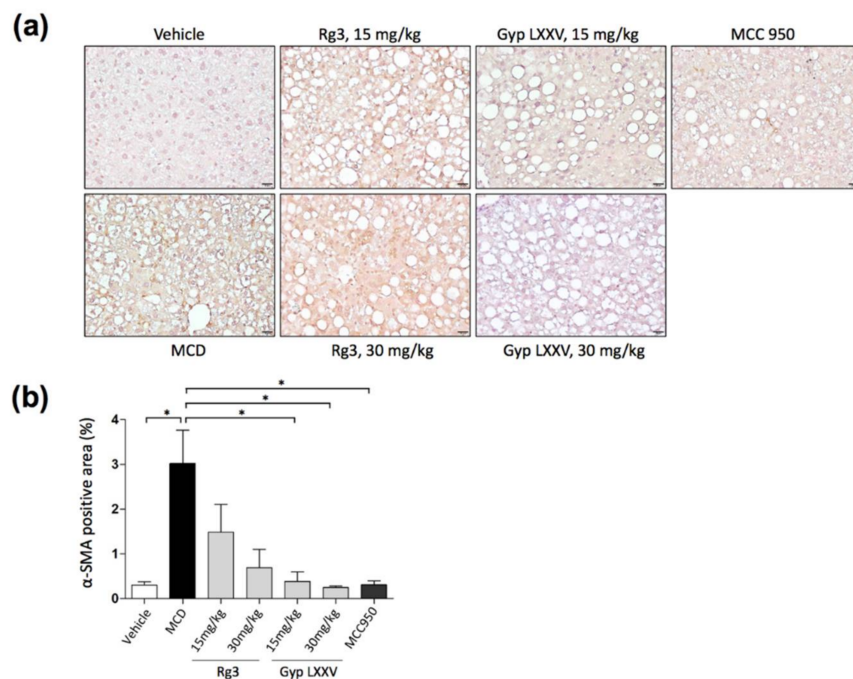 (a)
Vehicle
Rg3, 15 mg/kg
Gyp LXXV, 15 mg/kg
MCC 950
MCD
Rg3, 30 mg/kg
Gyp LXXV, 30 mg/kg
(b)
* 
*
* *
4
3
2
1
0
α-SMA positive area (%)
Vehicle
MCD
15mg/kg
30mg/kg
15mg/kg
30mg/kg
MCC950
Rg3
Gyp LXXV